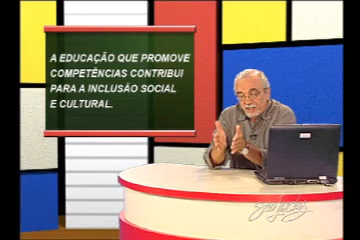 A EDUCAÇÃO QUE PROMOVE
COMPETÊNCIAS CONTRIBUI
PARA A INCLUSÃO SOCIAL
E CULTURAL.